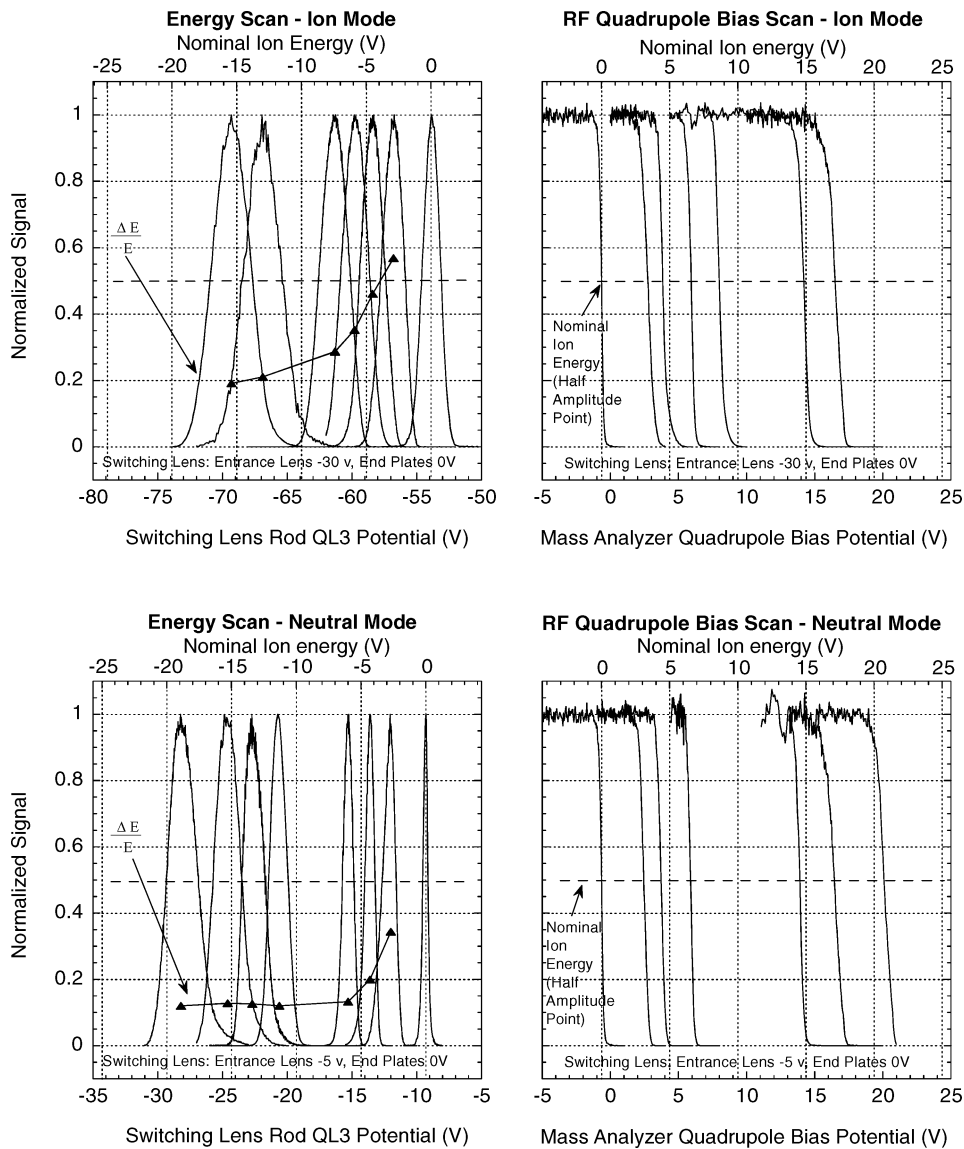 Energy Scan - Ion Mode
Nominal Ion Energy (V)
-25 -20 -15 -10 -5 0
Normalized Signal
1
0.8
0.6
0.4
0.2
0
Δ E
E
Switching Lens: Entrance Lens -30 v, End Plates 0V
-80 -75 -70 -65 -60 -55 -50
Switching Lens Rod QL3 Potential (V)
RF Quadrupole Bias Scan - Ion Mode
Nominal Ion energy (V)
0 5 10 15 20 25
Nominal
Ion
Energy
(Half
Amplitude
Point)
Switching Lens: Entrance Lens -30 v, End Plates 0V
-5 0 5 10 15 20 25
Mass Analyzer Quadrupole Bias Potential (V)
Energy Scan - Neutral Mode
Nominal Ion energy (V)
-25 -20 -15 -10 -5 0
Normalized Signal
1
0.8
0.6
0.4
0.2
0
Δ E
E
Switching Lens: Entrance Lens -5 v, End Plates 0V
-35 -30 -25 -20 -15 -10 -5
Switching Lens Rod QL3 Potential (V)
RF Quadrupole Bias Scan - Neutral Mode
Nominal Ion energy (V)
0 5 10 15 20 25
Nominal
Ion
Energy
(Half
Amplitude
Point)
Switching Lens: Entrance Lens -5 v, End Plates 0V
-5 0 5 10 15 20 25
Mass Analyzer Quadrupole Bias Potential (V)